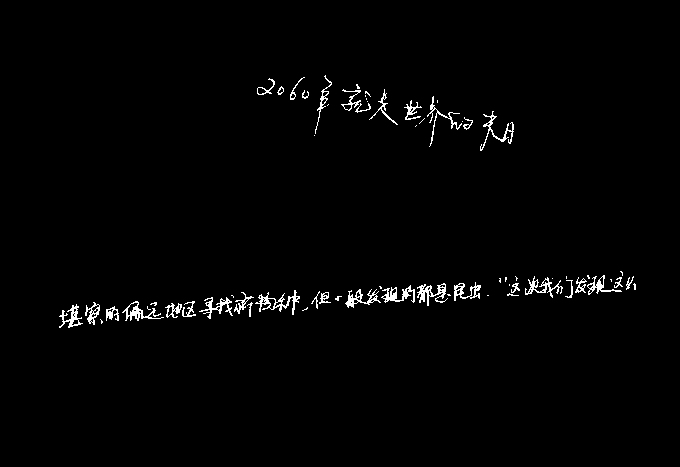 2060年就是世界的末日
堪察的偏远地区寻找新物种，但一般发现的都是昆虫．“这次我们发现这么